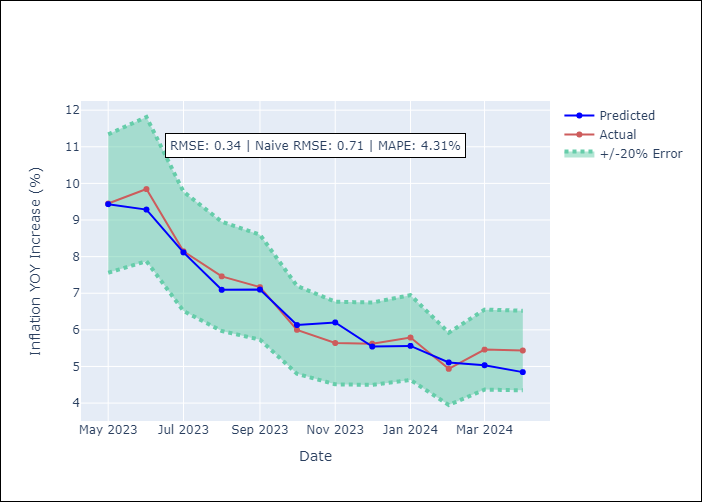 12
11
10
9
8
7
6
5
4
May 2023
Jul 2023
Sep 2023
Nov 2023
Jan 2024
Mar 2024
Date
Inflation YOY Increase (%)
RMSE: 0.34 | Naive RMSE: 0.71 | MAPE: 4.31%
Predicted
Actual
+/-20% Error